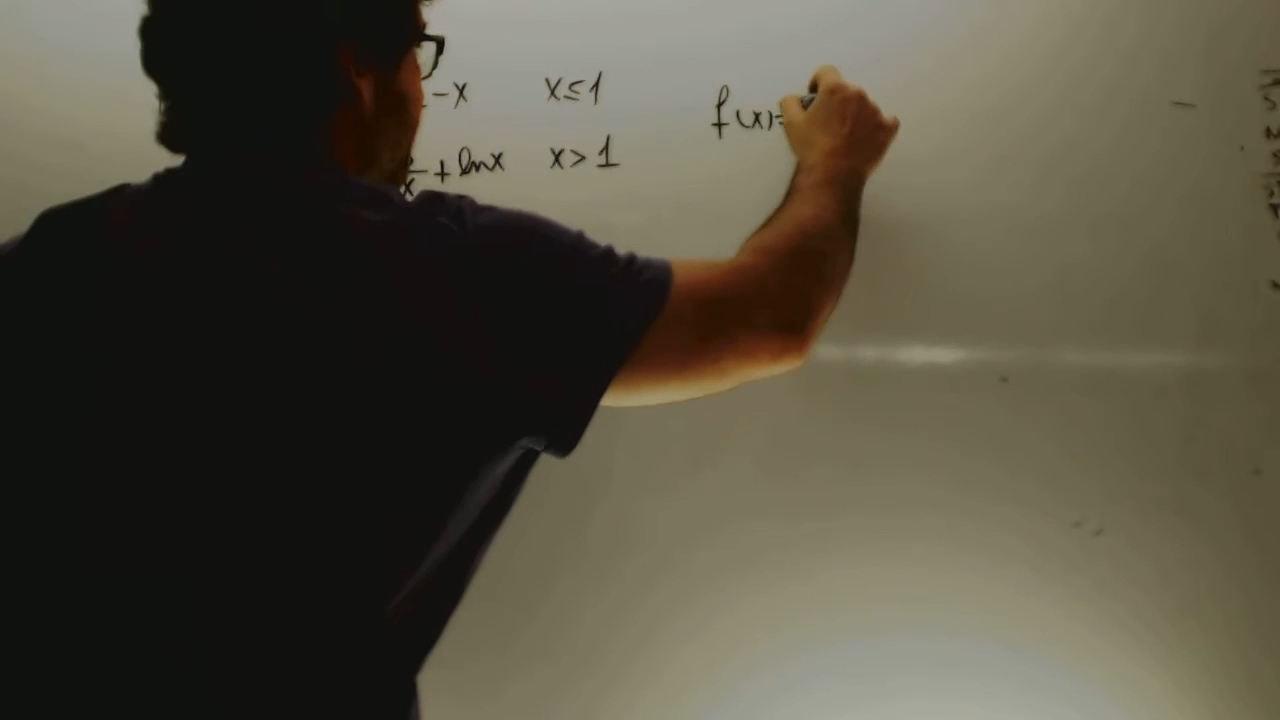 -x x≤1 f(x)=
+ lnx x>1